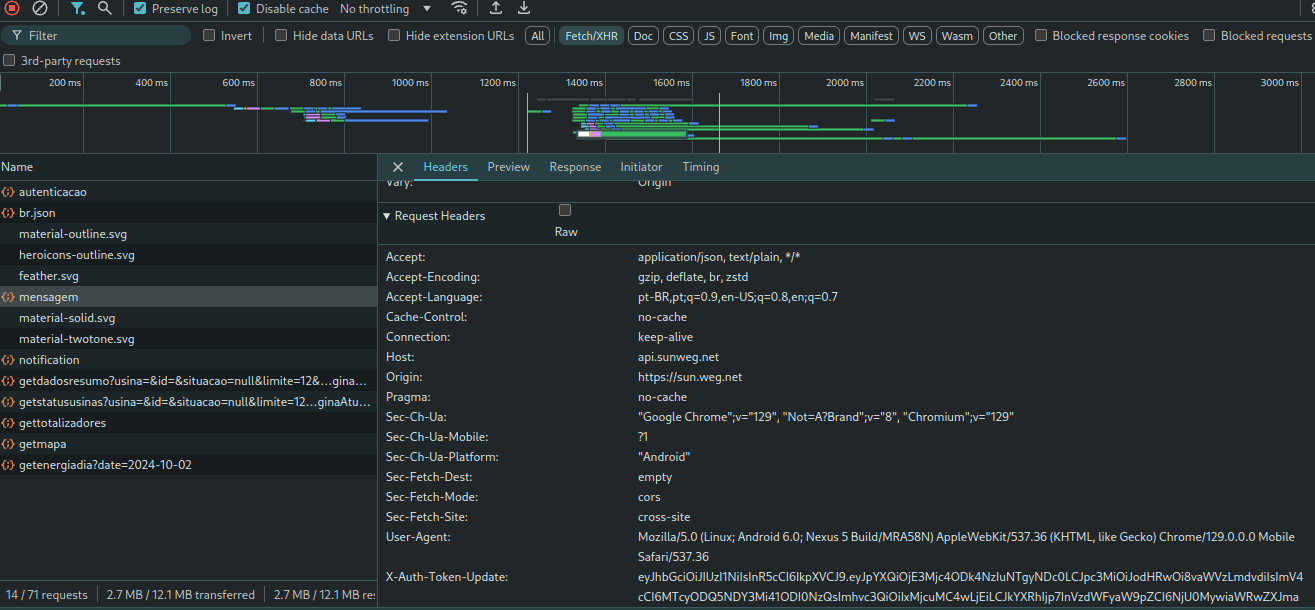 Preserve log Disable cache No throttling
Filter Invert Hide data URLs Hide extension URLs All Fetch/XHR Doc CSS JS Font Img Media Manifest WS Wasm Other Blocked response cookies Blocked requests
3rd-party requests
200 ms 400 ms 600 ms 800 ms 1000 ms 1200 ms 1400 ms 1600 ms 1800 ms 2000 ms 2200 ms 2400 ms 2600 ms 2800 ms 3000 ms
Name
autenticacao
br.json
material-outline.svg
heroicons-outline.svg
feather.svg
mensagem
material-solid.svg
material-twotone.svg
notification
getdadosresumo?usina=&id=&situacao=null&limite=12&...gina...
getstatususinas?usina=&id=&situacao=null&limite=12...ginaAtu...
gettotalizadores
getmapa
getenergiadia?date=2024-10-02
14 / 71 requests 2.7 MB / 12.1 MB transferred 2.7 MB / 12.1 MB res
Headers Preview Response Initiator Timing
Vary: Origin
Request Headers
Raw
Accept: application/json, text/plain, */*
Accept-Encoding: gzip, deflate, br, zstd
Accept-Language: pt-BR,pt;q=0.9,en-US;q=0.8,en;q=0.7
Cache-Control: no-cache
Connection: keep-alive
Host: api.sunweg.net
Origin: https://sun.weg.net
Pragma: no-cache
Sec-Ch-Ua: "Google Chrome";v="129", "Not=A?Brand";v="8", "Chromium";v="129"
Sec-Ch-Ua-Mobile: ?1
Sec-Ch-Ua-Platform: "Android"
Sec-Fetch-Dest: empty
Sec-Fetch-Mode: cors
Sec-Fetch-Site: cross-site
User-Agent: Mozilla/5.0 (Linux; Android 6.0; Nexus 5 Build/MRA58N) AppleWebKit/537.36 (KHTML, like Gecko) Chrome/129.0.0.0 Mobile
Safari/537.36
X-Auth-Token-Update: